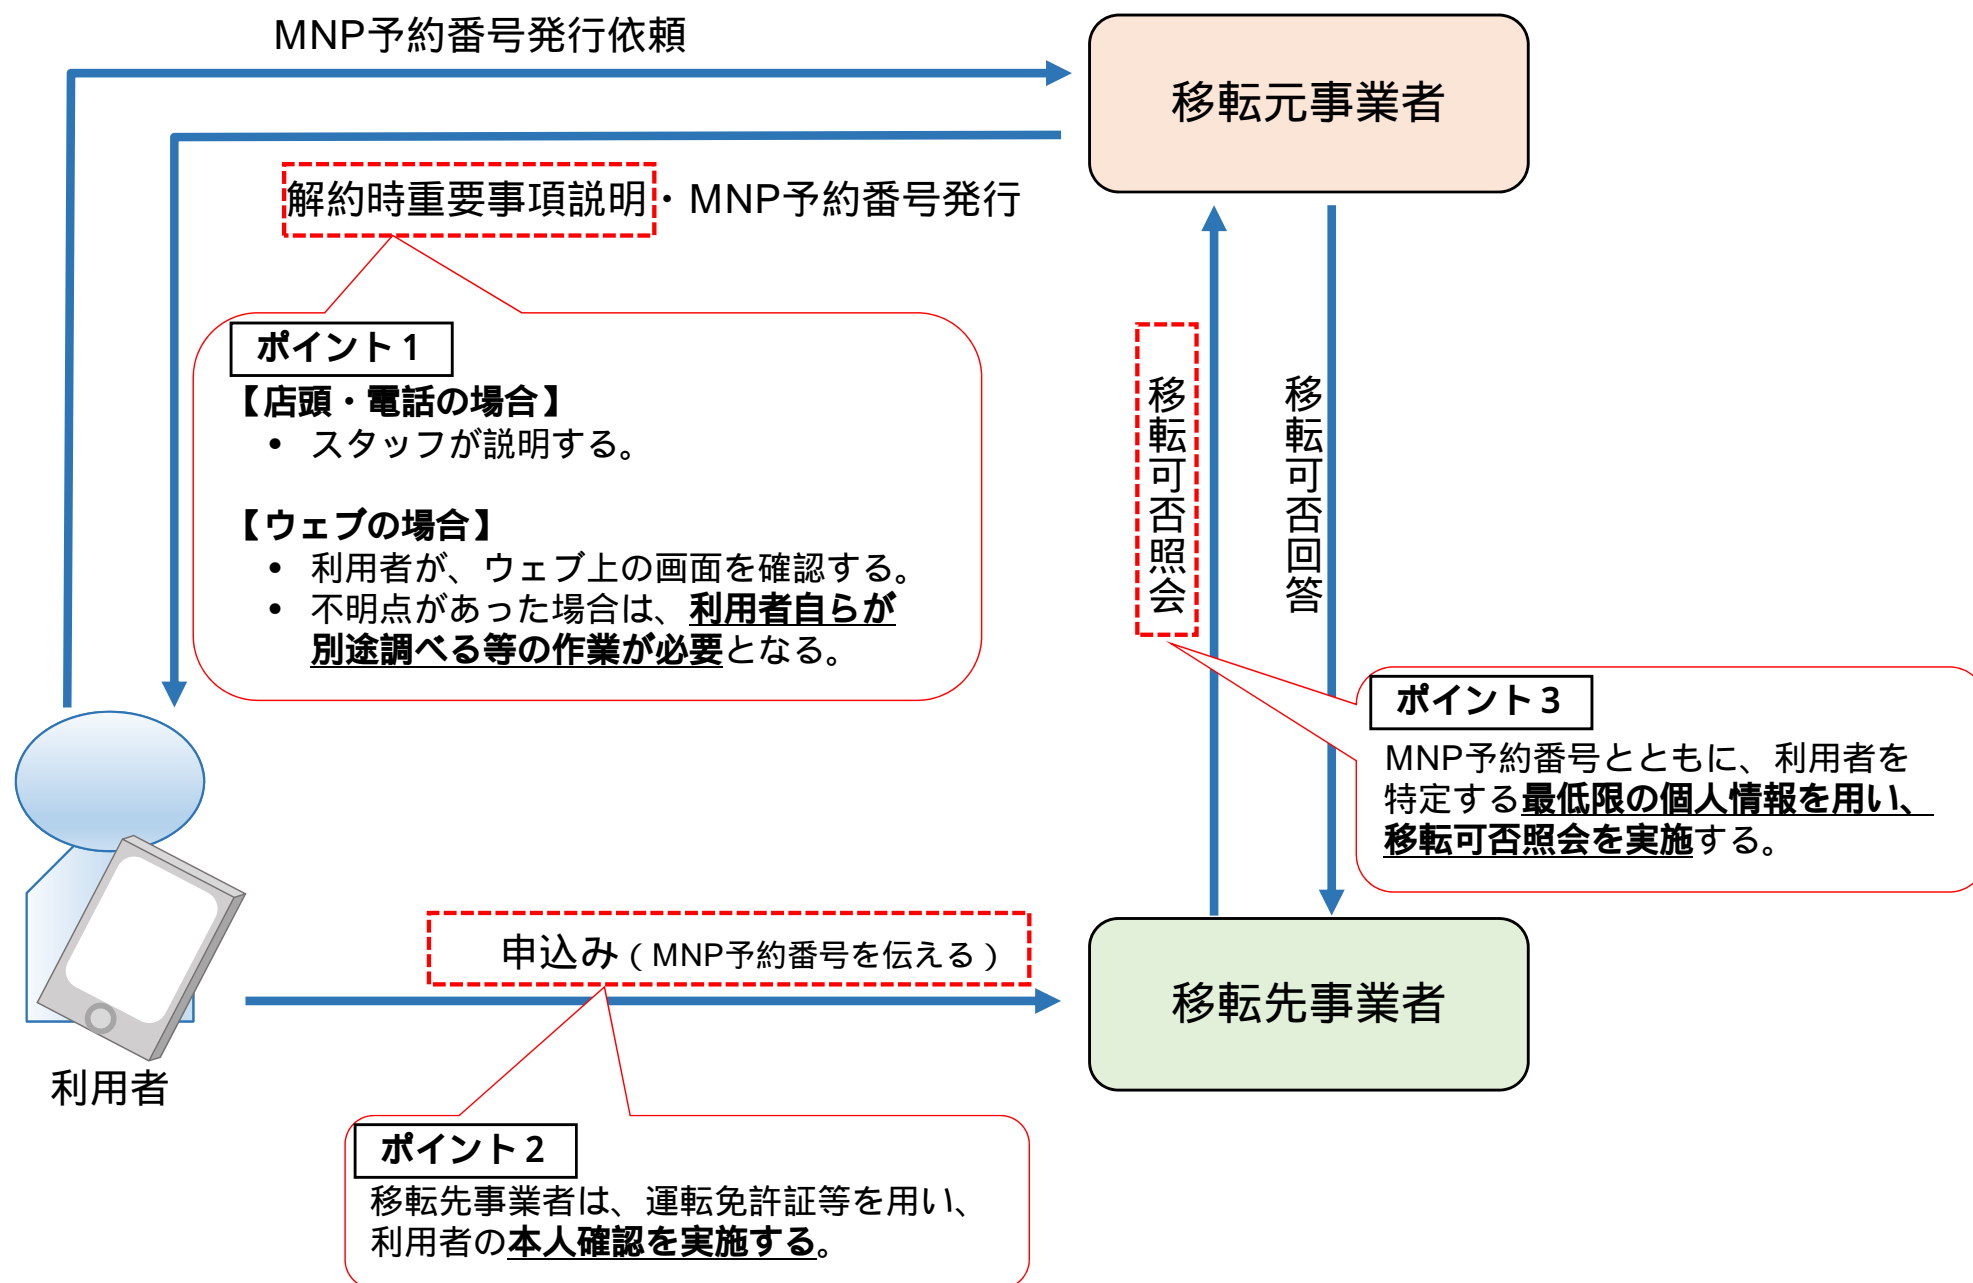 MNP予約番号発行依頼
移転元事業者
解約時重要事項説明・MNP予約番号発行
ポイント1
【店頭・電話の場合】
• スタッフが説明する。
【ウェブの場合】
• 利用者が、ウェブ上の画面を確認する。
• 不明点があった場合は、利用者自らが
別途調べる等の作業が必要となる。
移転可否照会
移転可否回答
ポイント3
MNP予約番号とともに、利用者を
特定する最低限の個人情報を用い、
移転可否照会を実施する。
申込み（MNP予約番号を伝える）
移転先事業者
利用者
ポイント2
移転先事業者は、運転免許証等を用い、
利用者の本人確認を実施する。